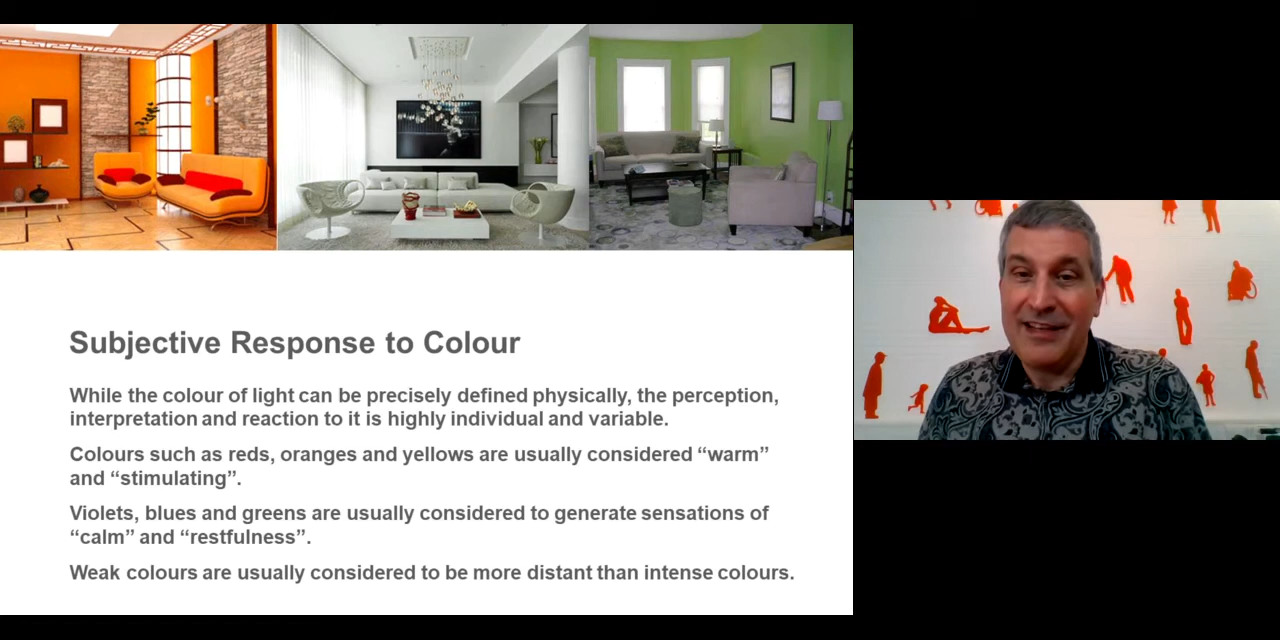 Subjective Response to Colour
While the colour of light can be precisely defined physically, the perception,
interpretation and reaction to it is highly individual and variable.
Colours such as reds, oranges and yellows are usually considered “warm”
and “stimulating”.
Violets, blues and greens are usually considered to generate sensations of
“calm” and “restfulness”.
Weak colours are usually considered to be more distant than intense colours.